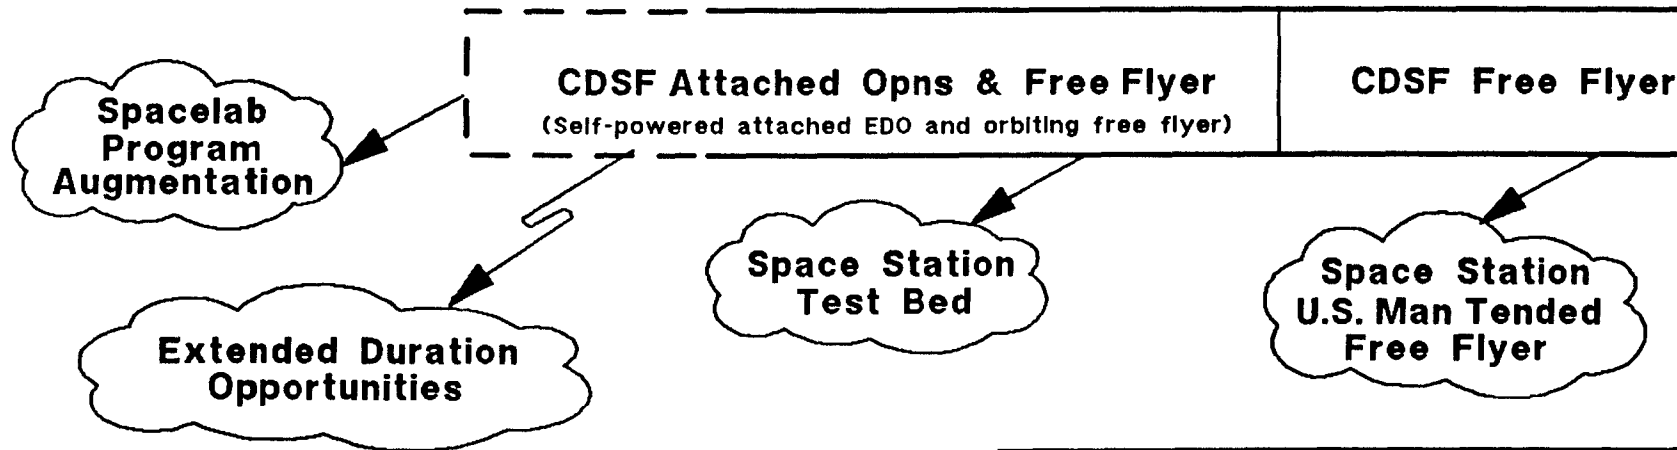 CDSF Attached Opns & Free Flyer
(Self-powered attached EDO and orbiting free flyer)
CDSF Free Flyer
Spacelab
Program
Augmentation
Extended Duration
Opportunities
Space Station
Test Bed
Space Station
U.S. Man Tended
Free Flyer